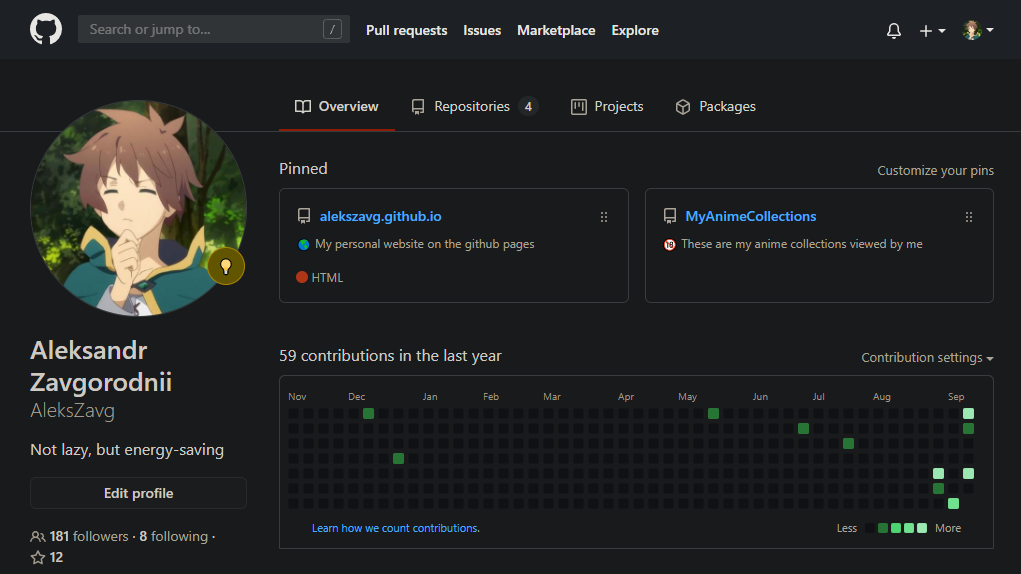 Search or jump to... / Pull requests Issues Marketplace Explore
Overview Repositories 4 Projects Packages
Pinned Customize your pins
alekszavg.github.io
My personal website on the github pages
HTML
MyAnimeCollections
18 These are my anime collections viewed by me
Aleksandr
Zavgorodnii
AleksZavg
Not lazy, but energy-saving
Edit profile
181 followers · 8 following ·
12
59 contributions in the last year Contribution settings
Nov Dec Jan Feb Mar Apr May Jun Jul Aug Sep
Learn how we count contributions. Less More